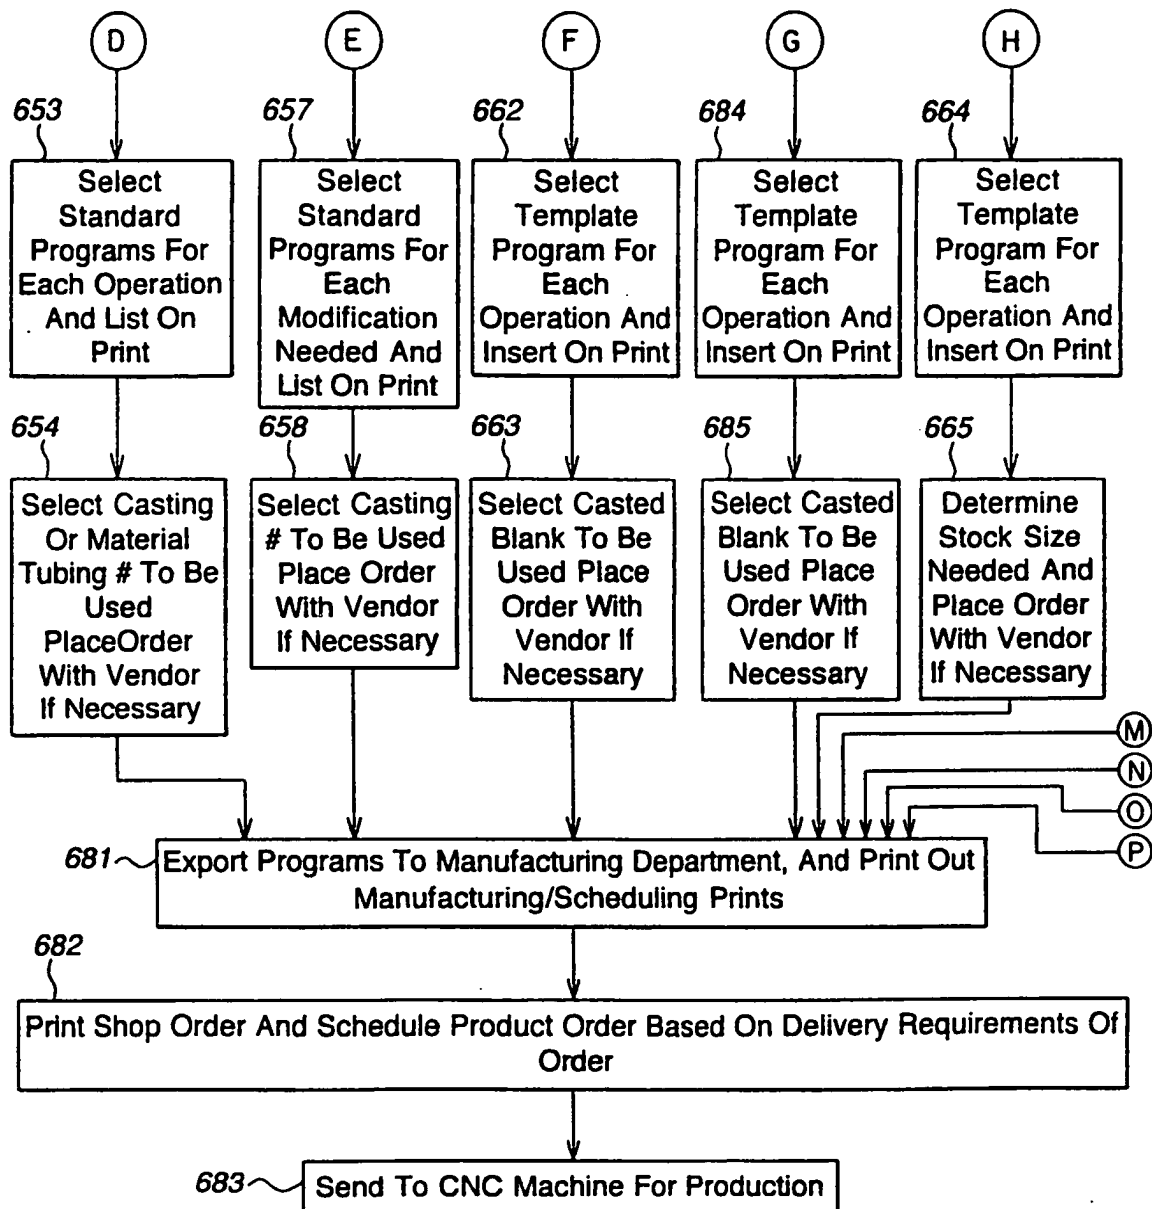 D
E
F
G
H
653
657
662
684
664
Select
Standard
Programs For
Each Operation
And List On
Print
Select
Standard
Programs For
Each
Modification
Needed And
List On Print
Select
Template
Program For
Each
Operation And
Insert On Print
Select
Template
Program For
Each
Operation And
Insert On Print
Select
Template
Program For
Each
Operation And
Insert On Print
654
658
663
685
665
Select Casting
Or Material
Tubing # To Be
Used
PlaceOrder
With Vendor
If Necessary
Select Casting
# To Be Used
Place Order
With Vendor
If Necessary
Select Casted
Blank To Be
Used Place
Order With
Vendor If
Necessary
Select Casted
Blank To Be
Used Place
Order With
Vendor If
Necessary
Determine
Stock Size
Needed And
Place Order
With Vendor
If Necessary
M
N
O
P
681
Export Programs To Manufacturing Department, And Print Out
Manufacturing/Scheduling Prints
682
Print Shop Order And Schedule Product Order Based On Delivery Requirements Of
Order
683
Send To CNC Machine For Production